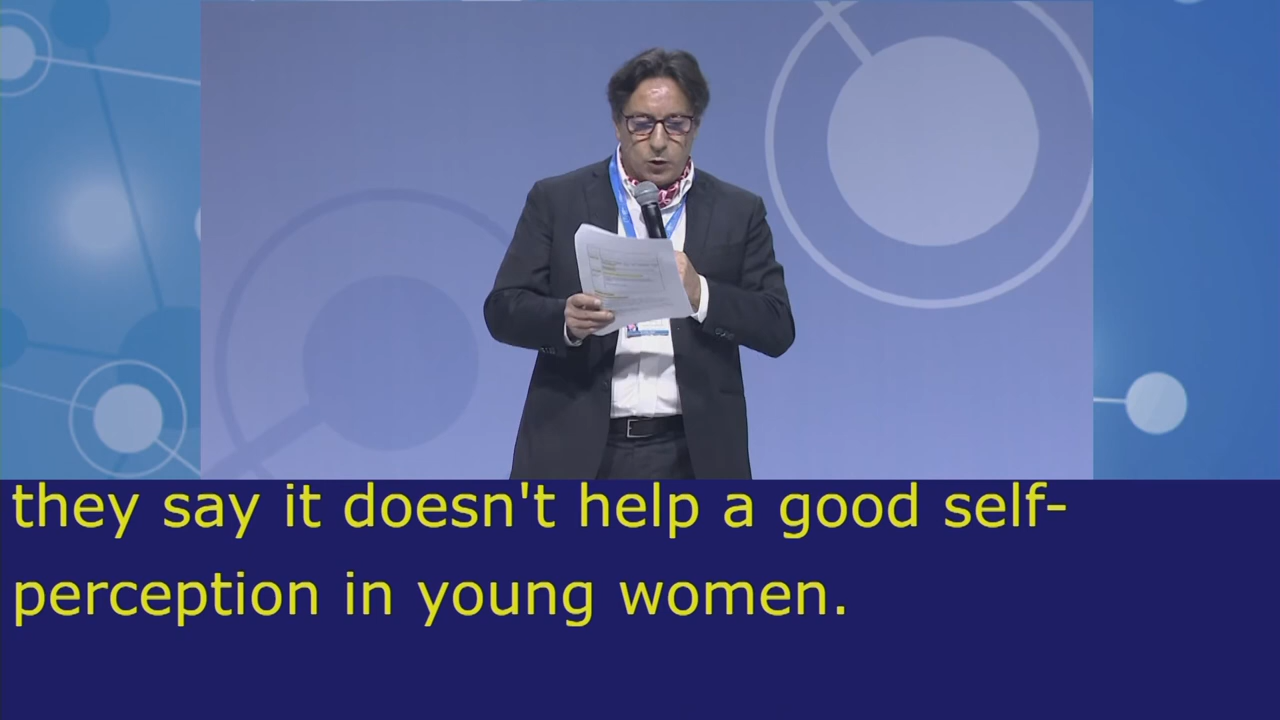 they say it doesn't help a good self-
perception in young women.